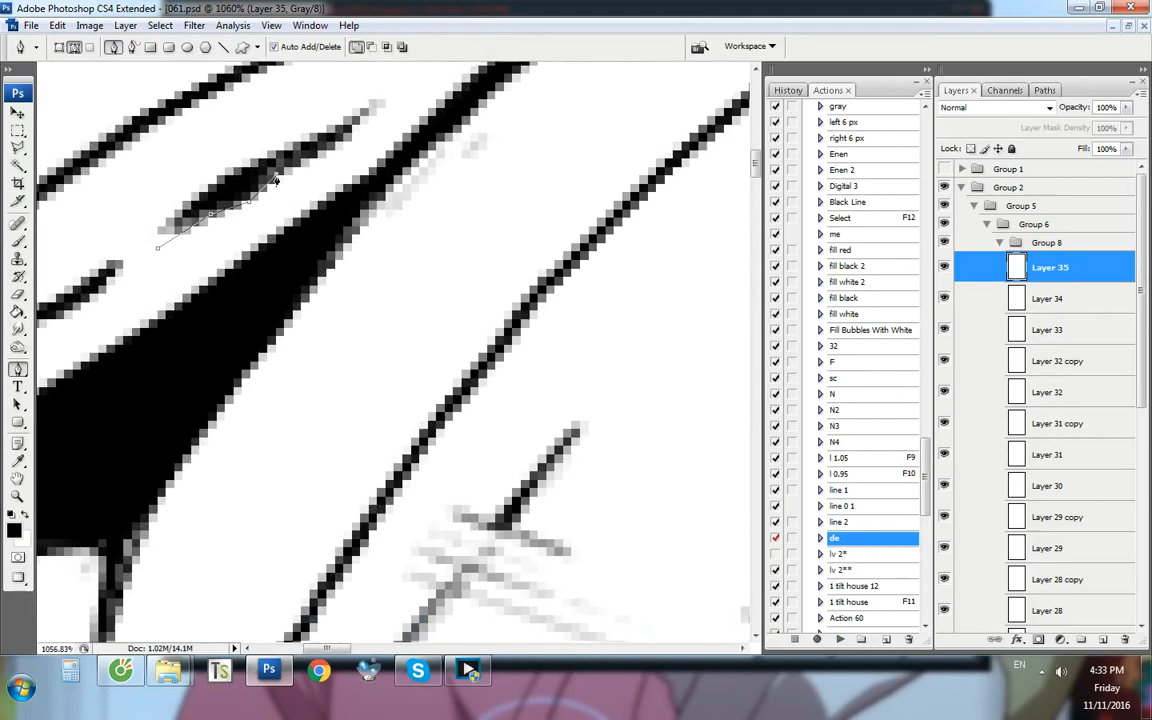 Adobe Photoshop CS4 Extended - [061.psd @ 1060% (Layer 35, Gray/8)]
File Edit Image Layer Select Filter Analysis View Window Help
Auto Add/Delete
Workspace
History Actions
gray
left 6 px
right 6 px
Enen
Enen 2
Digital 3
Black Line
Select F12
me
fill red
fill black 2
fill white 2
fill black
fill white
Fill Bubbles With White
32
F
sc
N
N2
N3
N4
l 1.05 F9
l 0.95 F10
line 1
line 0 1
line 2
de
lv 2*
lv 2**
1 tilt house 12
1 tilt house F11
Action 60
Layers Channels Paths
Normal Opacity: 100%
Layer Mask Density: 100%
Lock: Fill: 100%
Group 1
Group 2
Group 5
Group 6
Group 8
Layer 35
Layer 34
Layer 33
Layer 32 copy
Layer 32
Layer 31 copy
Layer 31
Layer 30
Layer 29 copy
Layer 29
Layer 28 copy
Layer 28
Ps
T
1056.83% Doc: 1.02M/14.1M
TS
Ps
S
EN
4:33 PM
Friday
11/11/2016